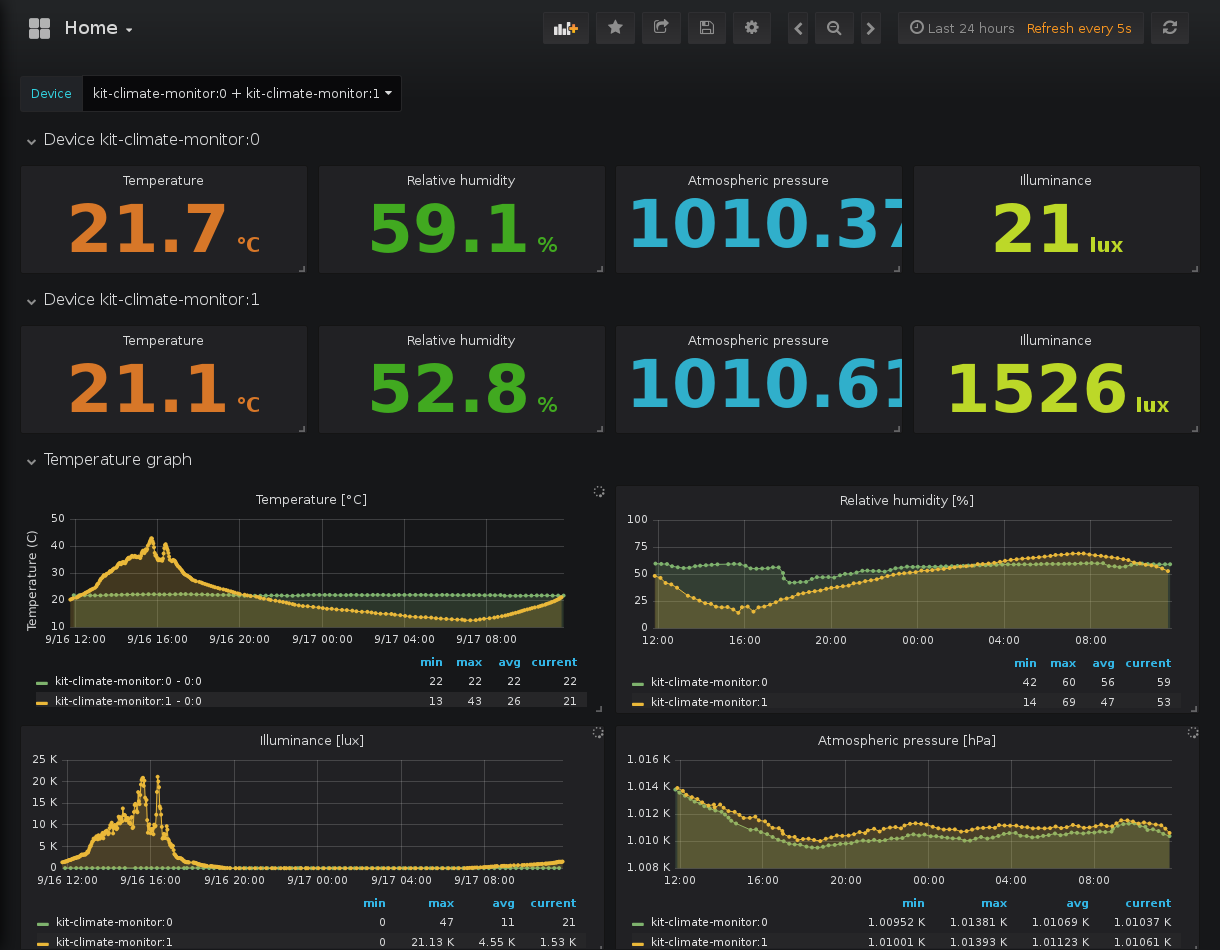 Home
Last 24 hours Refresh every 5s
Device kit-climate-monitor:0 + kit-climate-monitor:1
Device kit-climate-monitor:0
Temperature Relative humidity Atmospheric pressure Illuminance
21.7 °C 59.1 % 1010.37 21 lux
Device kit-climate-monitor:1
Temperature Relative humidity Atmospheric pressure Illuminance
21.1 °C 52.8 % 1010.61 1526 lux
Temperature graph
Temperature [°C]
Temperature (C)
50
40
30
20
10
9/16 12:00 9/16 16:00 9/16 20:00 9/17 00:00 9/17 04:00 9/17 08:00
min max avg current
kit-climate-monitor:0 - 0:0 22 22 22 22
kit-climate-monitor:1 - 0:0 13 43 26 21
Relative humidity [%]
100
75
50
25
0
12:00 16:00 20:00 00:00 04:00 08:00
min max avg current
kit-climate-monitor:0 42 60 56 59
kit-climate-monitor:1 14 69 47 53
Illuminance [lux]
25 K
20 K
15 K
10 K
5 K
0
9/16 12:00 9/16 16:00 9/16 20:00 9/17 00:00 9/17 04:00 9/17 08:00
min max avg current
kit-climate-monitor:0 0 47 11 21
kit-climate-monitor:1 0 21.13 K 4.55 K 1.53 K
Atmospheric pressure [hPa]
1.016 K
1.014 K
1.012 K
1.010 K
1.008 K
12:00 16:00 20:00 00:00 04:00 08:00
min max avg current
kit-climate-monitor:0 1.00952 K 1.01381 K 1.01069 K 1.01037 K
kit-climate-monitor:1 1.01001 K 1.01393 K 1.01123 K 1.01061 K